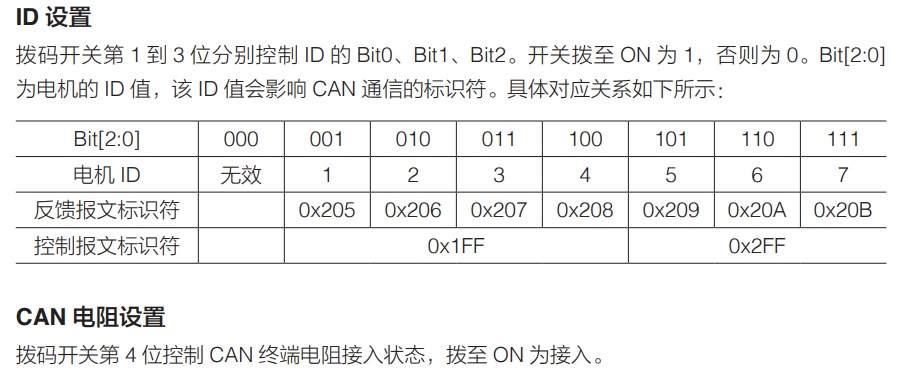 ID 设置
拨码开关第 1 到 3 位分别控制 ID 的 Bit0、Bit1、Bit2。开关拨至 ON 为 1，否则为 0。Bit[2:0]
为电机的 ID 值，该 ID 值会影响 CAN 通信的标识符。具体对应关系如下所示：
Bit[2:0] 000 001 010 011 100 101 110 111
电机 ID 无效 1 2 3 4 5 6 7
反馈报文标识符 0x205 0x206 0x207 0x208 0x209 0x20A 0x20B
控制报文标识符 0x1FF 0x2FF
CAN 电阻设置
拨码开关第 4 位控制 CAN 终端电阻接入状态，拨至 ON 为接入。